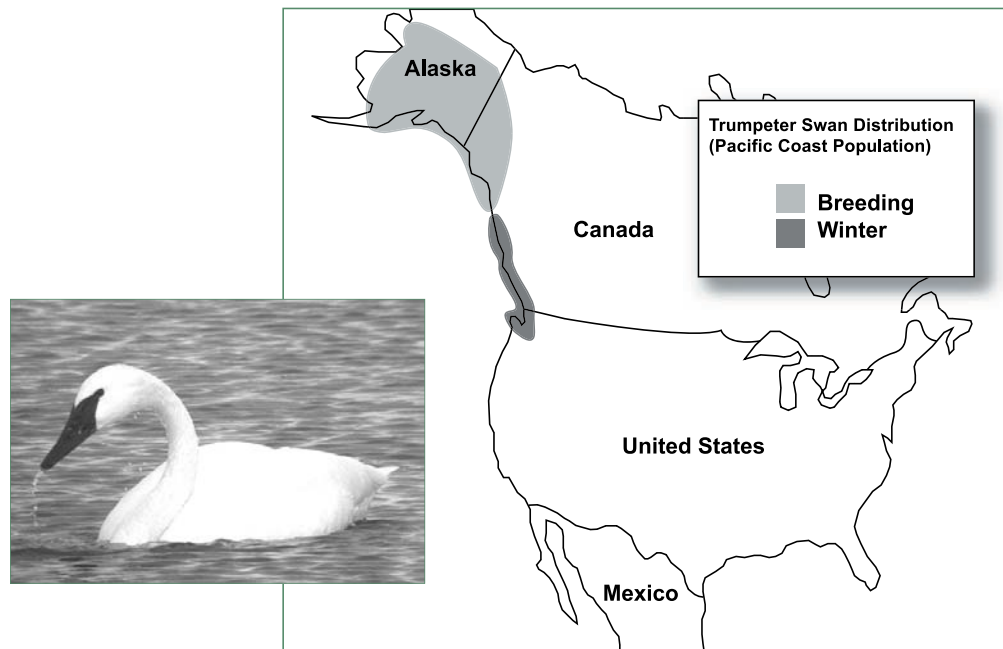 Alaska
Trumpeter Swan Distribution
(Pacific Coast Population)
Breeding
Winter
Canada
United States
Mexico